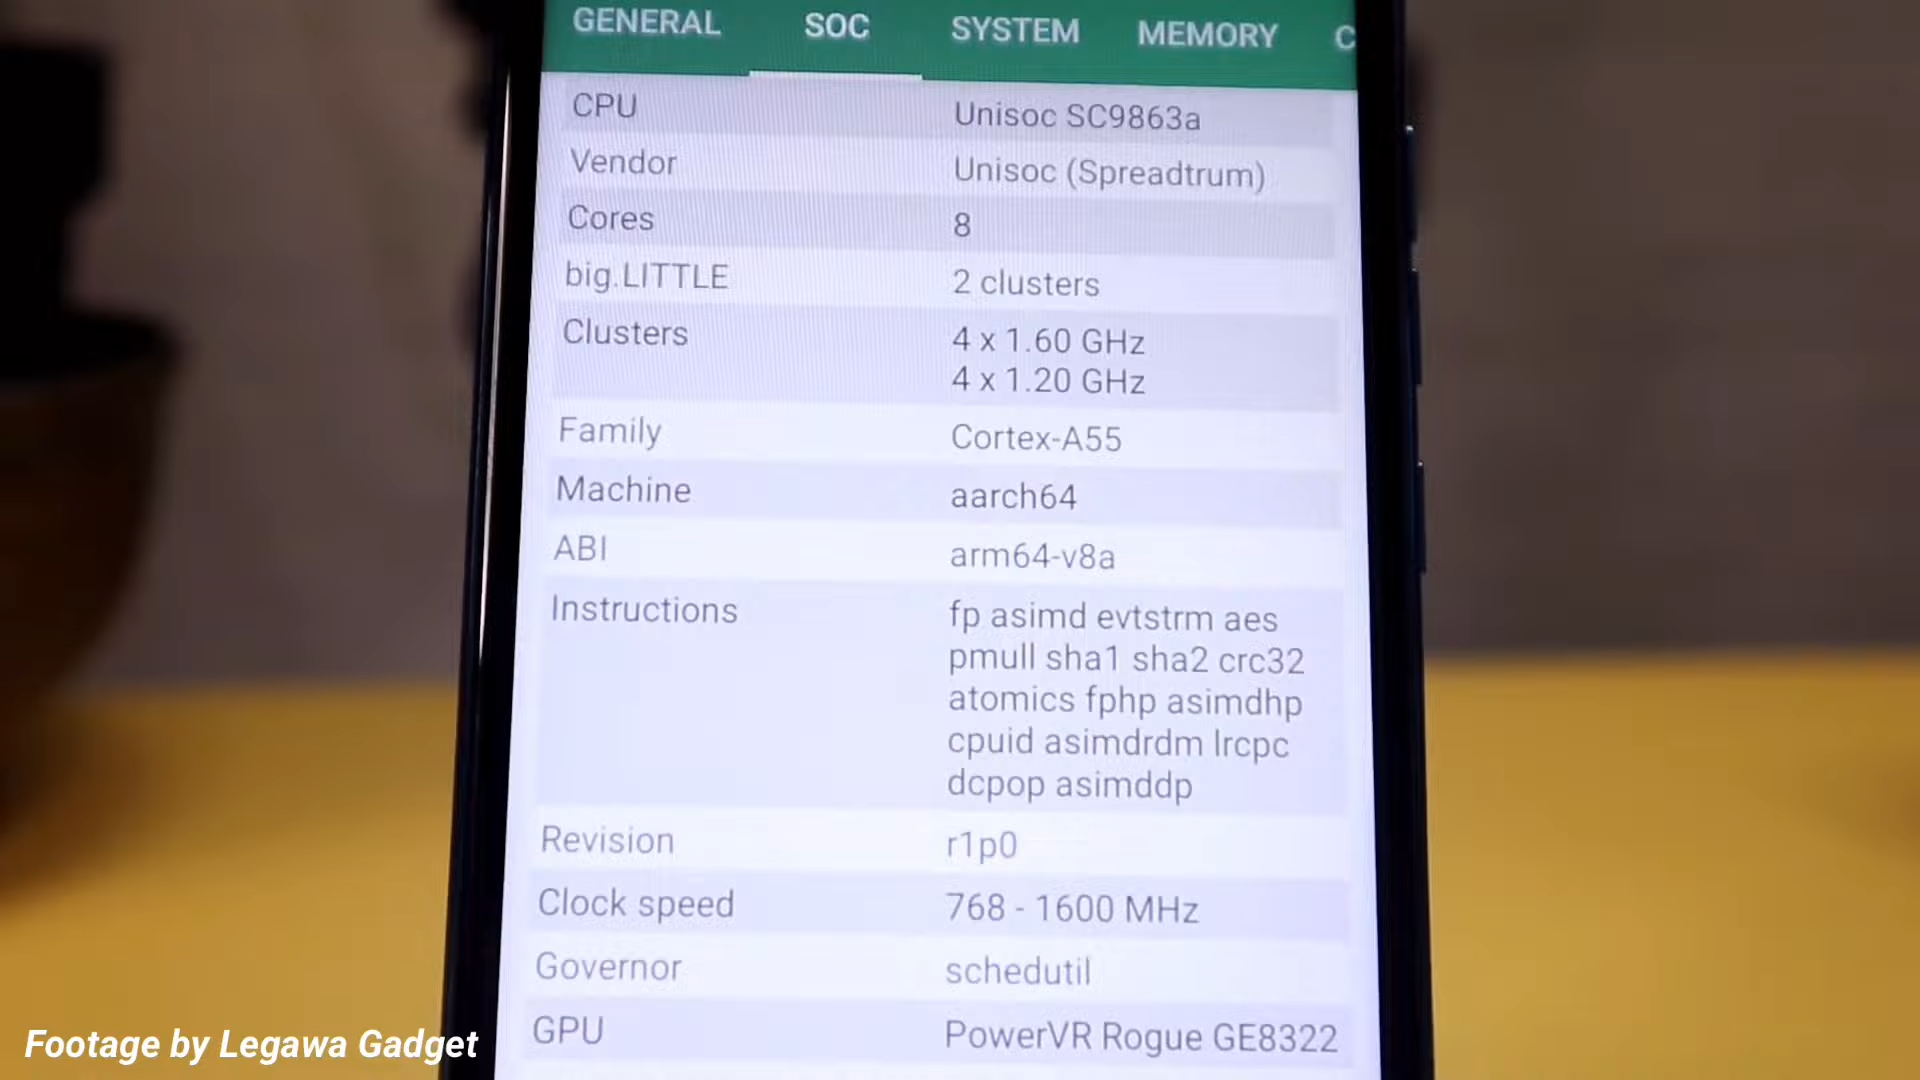 GENERAL SOC SYSTEM MEMORY C
CPU Unisoc SC9863a
Vendor Unisoc (Spreadtrum)
Cores 8
big.LITTLE 2 clusters
Clusters 4 x 1.60 GHz
4 x 1.20 GHz
Family Cortex-A55
Machine aarch64
ABI arm64-v8a
Instructions fp asimd evtstrm aes
pmull sha1 sha2 crc32
atomics fphp asimdhp
cpuid asimdrdm lrcpc
dcpop asimddp
Revision r1p0
Clock speed 768 - 1600 MHz
Governor schedutil
GPU PowerVR Rogue GE8322
Footage by Legawa Gadget